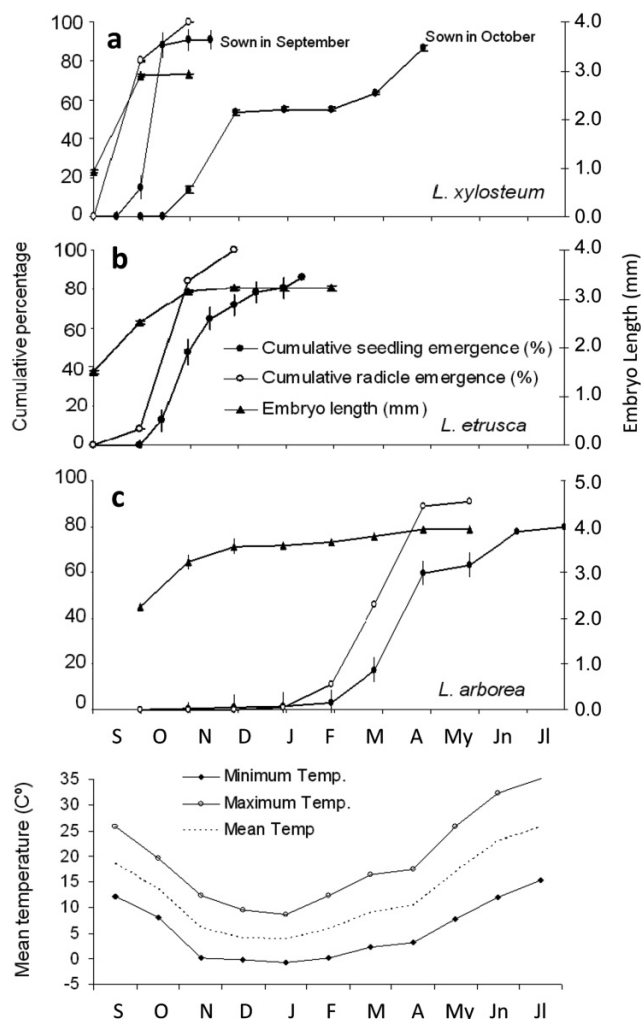 a
Sown in September
Sown in October
L. xylosteum
100
80
60
40
20
0
4.0
3.0
2.0
1.0
0.0
b
Cumulative seedling emergence (%)
Cumulative radicle emergence (%)
Embryo length (mm)
L. etrusca
100
80
60
40
20
0
4.0
3.0
2.0
1.0
0.0
Cumulative percentage
Embryo Length (mm)
c
L. arborea
100
80
60
40
20
0
5.0
4.0
3.0
2.0
1.0
0.0
S O N D J F M A My Jn Jl
Minimum Temp.
Maximum Temp.
Mean Temp
Mean temperature (C°)
35
30
25
20
15
10
5
0
-5
S O N D J F M A My Jn Jl